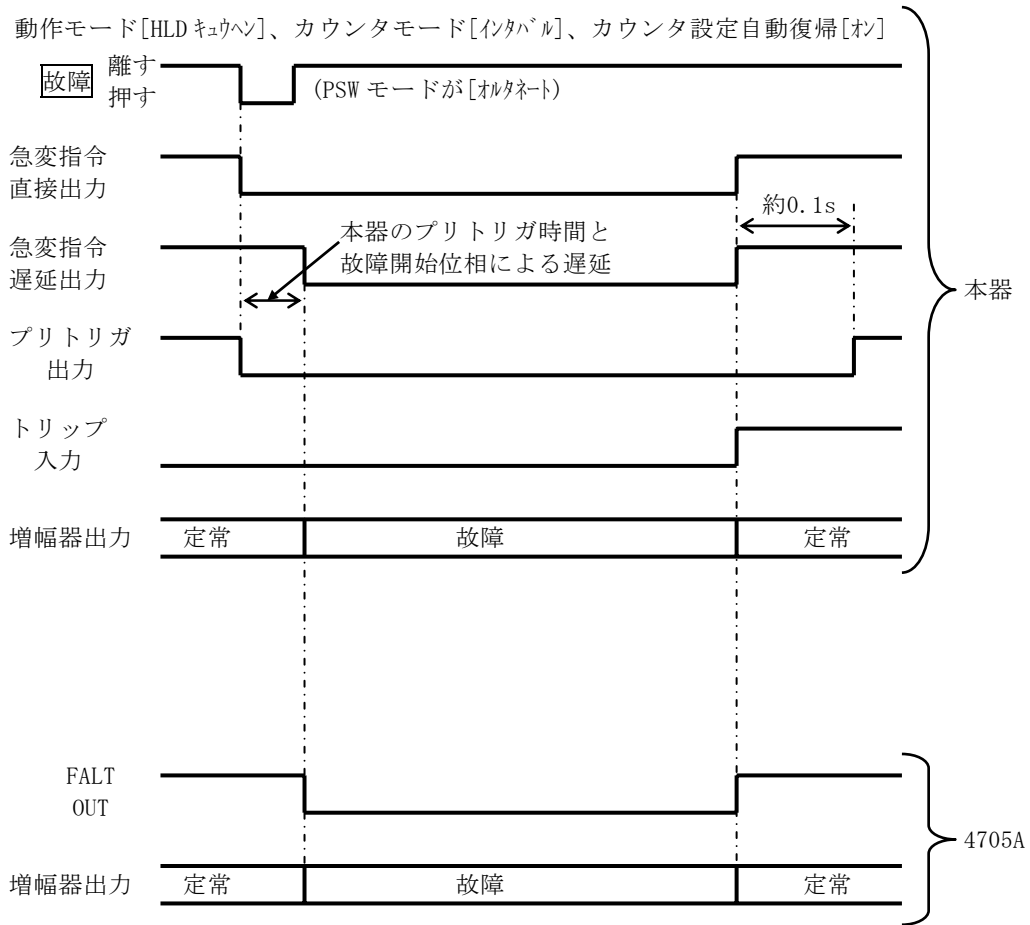 動作モード[HLD ｷｭｳﾍﾝ]、カウンタモード[ｲﾝﾀﾊﾞﾙ]、カウンタ設定自動復帰[ｵﾝ]
故障
離す
押す
(PSW モードが[ｵﾙﾀﾈｰﾄ)
急変指令
直接出力
約0.1s
急変指令
遅延出力
本器のプリトリガ時間と
故障開始位相による遅延
本器
プリトリガ
出力
トリップ
入力
増幅器出力
定常
故障
定常
FALT
OUT
4705A
増幅器出力
定常
故障
定常